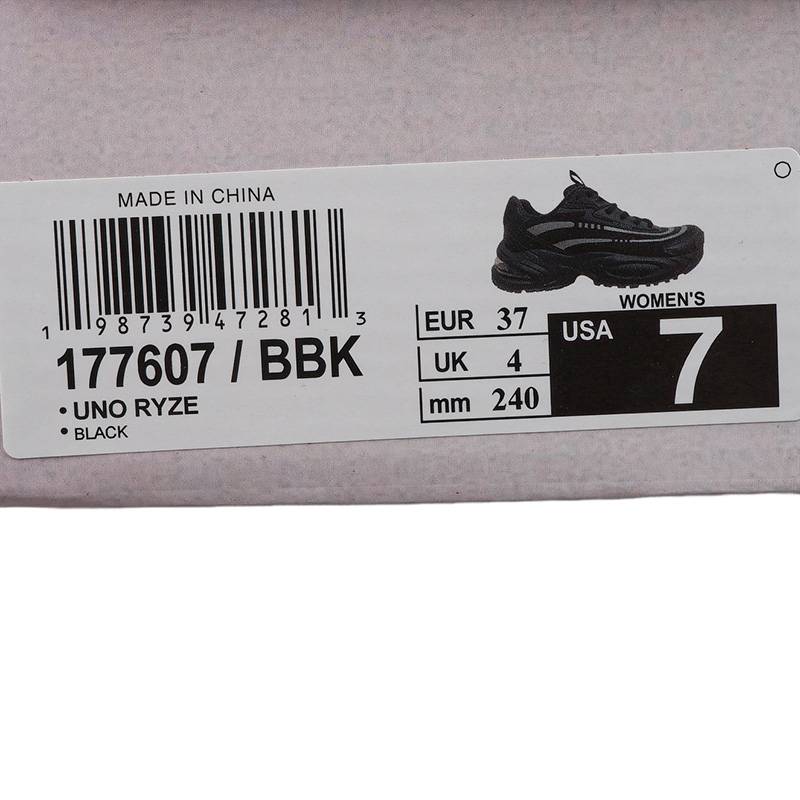 MADE IN CHINA
1 98739 47281 3
177607 / BBK
• UNO RYZE
• BLACK
WOMEN'S
EUR 37
UK 4
mm 240
USA 7